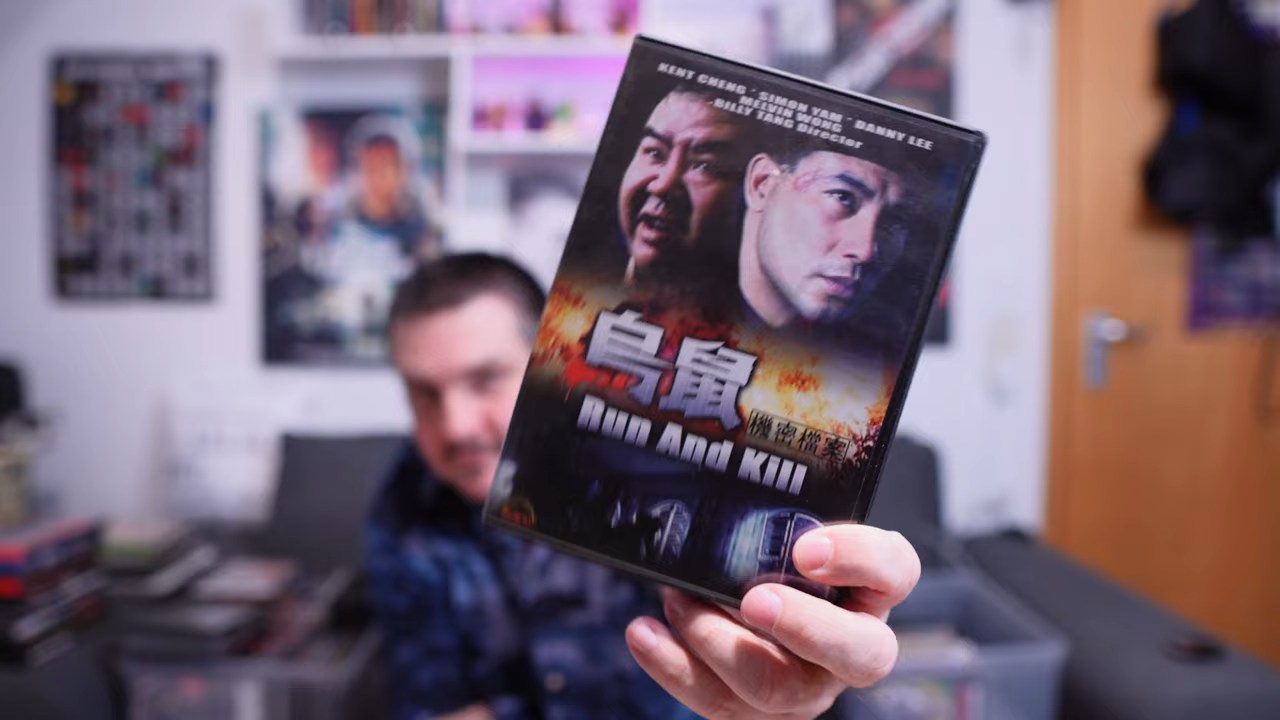 KENT CHENG · SIMON YAM · DANNY LEE
MELVIN WONG
BILLY TANG Director
烏鼠
機密檔案
Run And Kill